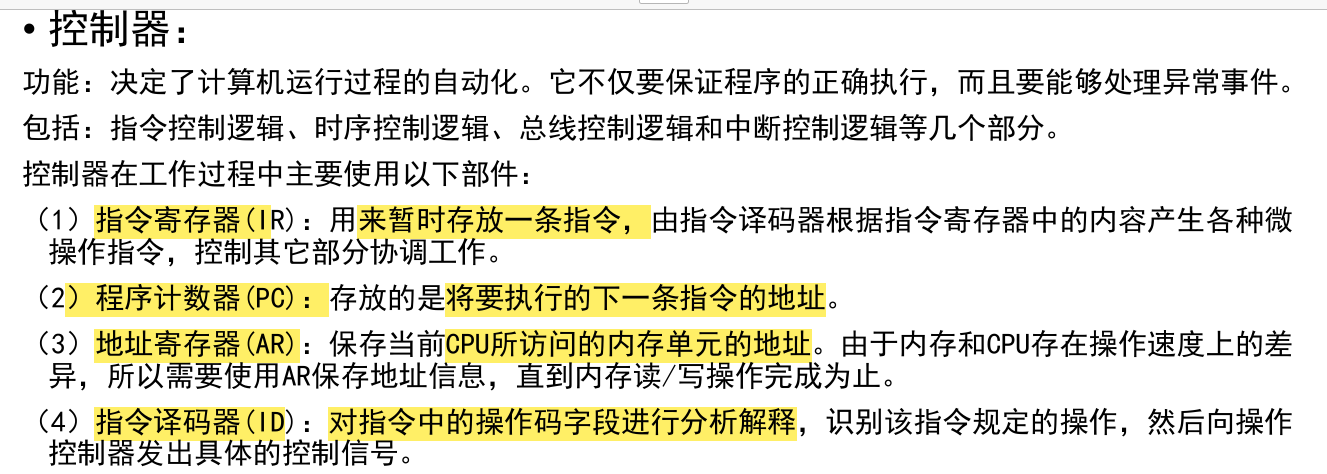 • 控制器：
功能：决定了计算机运行过程的自动化。它不仅要保证程序的正确执行，而且要能够处理异常事件。
包括：指令控制逻辑、时序控制逻辑、总线控制逻辑和中断控制逻辑等几个部分。
控制器在工作过程中主要使用以下部件：
（1）指令寄存器(IR)：用来暂时存放一条指令，由指令译码器根据指令寄存器中的内容产生各种微
操作指令，控制其它部分协调工作。
（2）程序计数器(PC)：存放的是将要执行的下一条指令的地址。
（3）地址寄存器(AR)：保存当前CPU所访问的内存单元的地址。由于内存和CPU存在操作速度上的差
异，所以需要使用AR保存地址信息，直到内存读/写操作完成为止。
（4）指令译码器(ID)：对指令中的操作码字段进行分析解释，识别该指令规定的操作，然后向操作
控制器发出具体的控制信号。